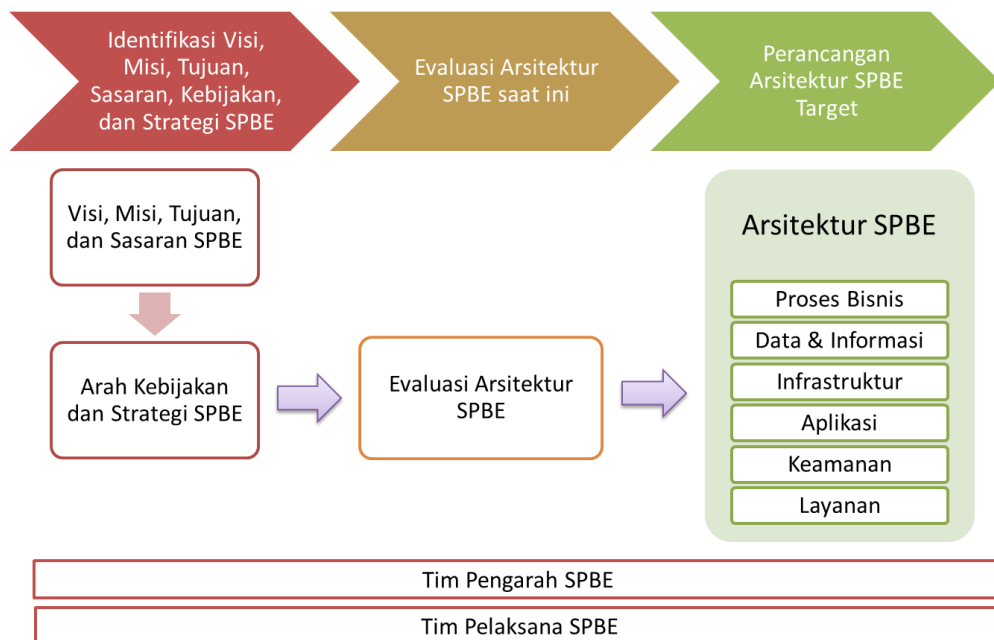 Identifikasi Visi,
Misi, Tujuan,
Sasaran, Kebijakan,
dan Strategi SPBE
Evaluasi Arsitektur
SPBE saat ini
Perancangan
Arsitektur SPBE
Target
Visi, Misi, Tujuan,
dan Sasaran SPBE
Arah Kebijakan
dan Strategi SPBE
Evaluasi Arsitektur
SPBE
Arsitektur SPBE
Proses Bisnis
Data & Informasi
Infrastruktur
Aplikasi
Keamanan
Layanan
Tim Pengarah SPBE
Tim Pelaksana SPBE